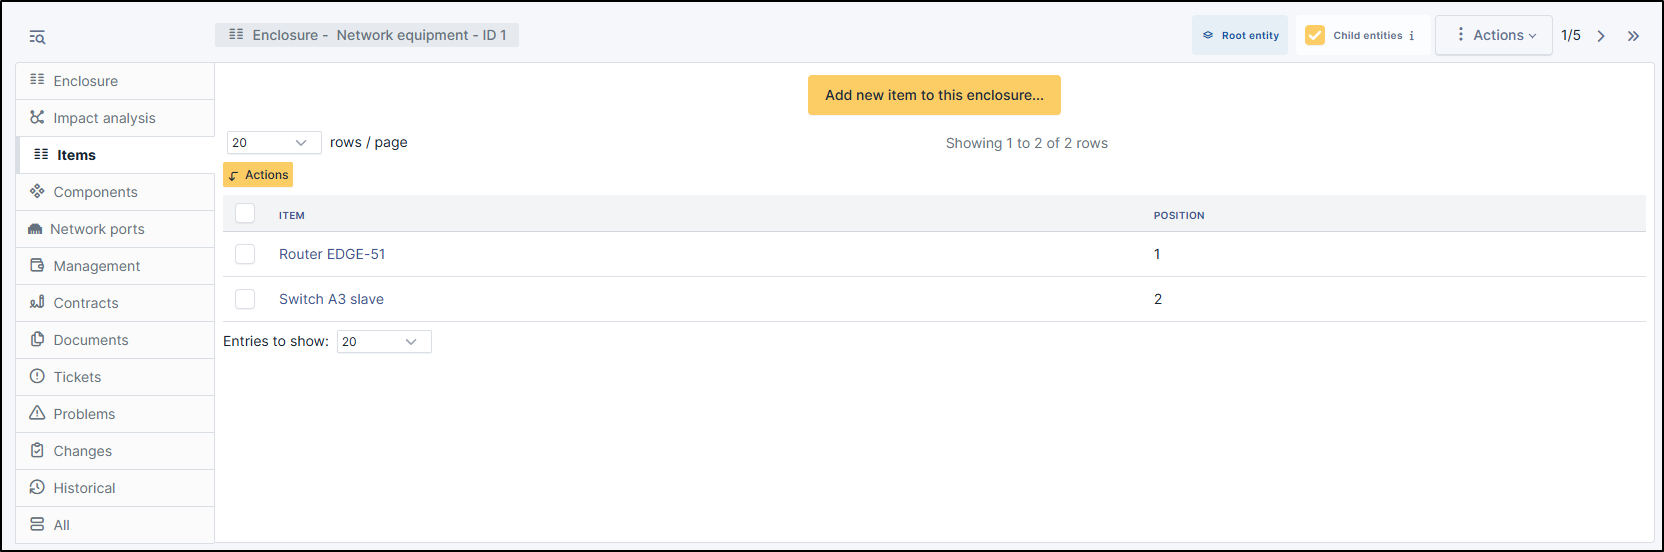 Enclosure - Network equipment - ID 1
Root entity
Child entities i
Actions
1/5
Enclosure
Impact analysis
Items
Components
Network ports
Management
Contracts
Documents
Tickets
Problems
Changes
Historical
All
Add new item to this enclosure...
20 rows / page
Showing 1 to 2 of 2 rows
Actions
ITEM POSITION
Router EDGE-51 1
Switch A3 slave 2
Entries to show: 20